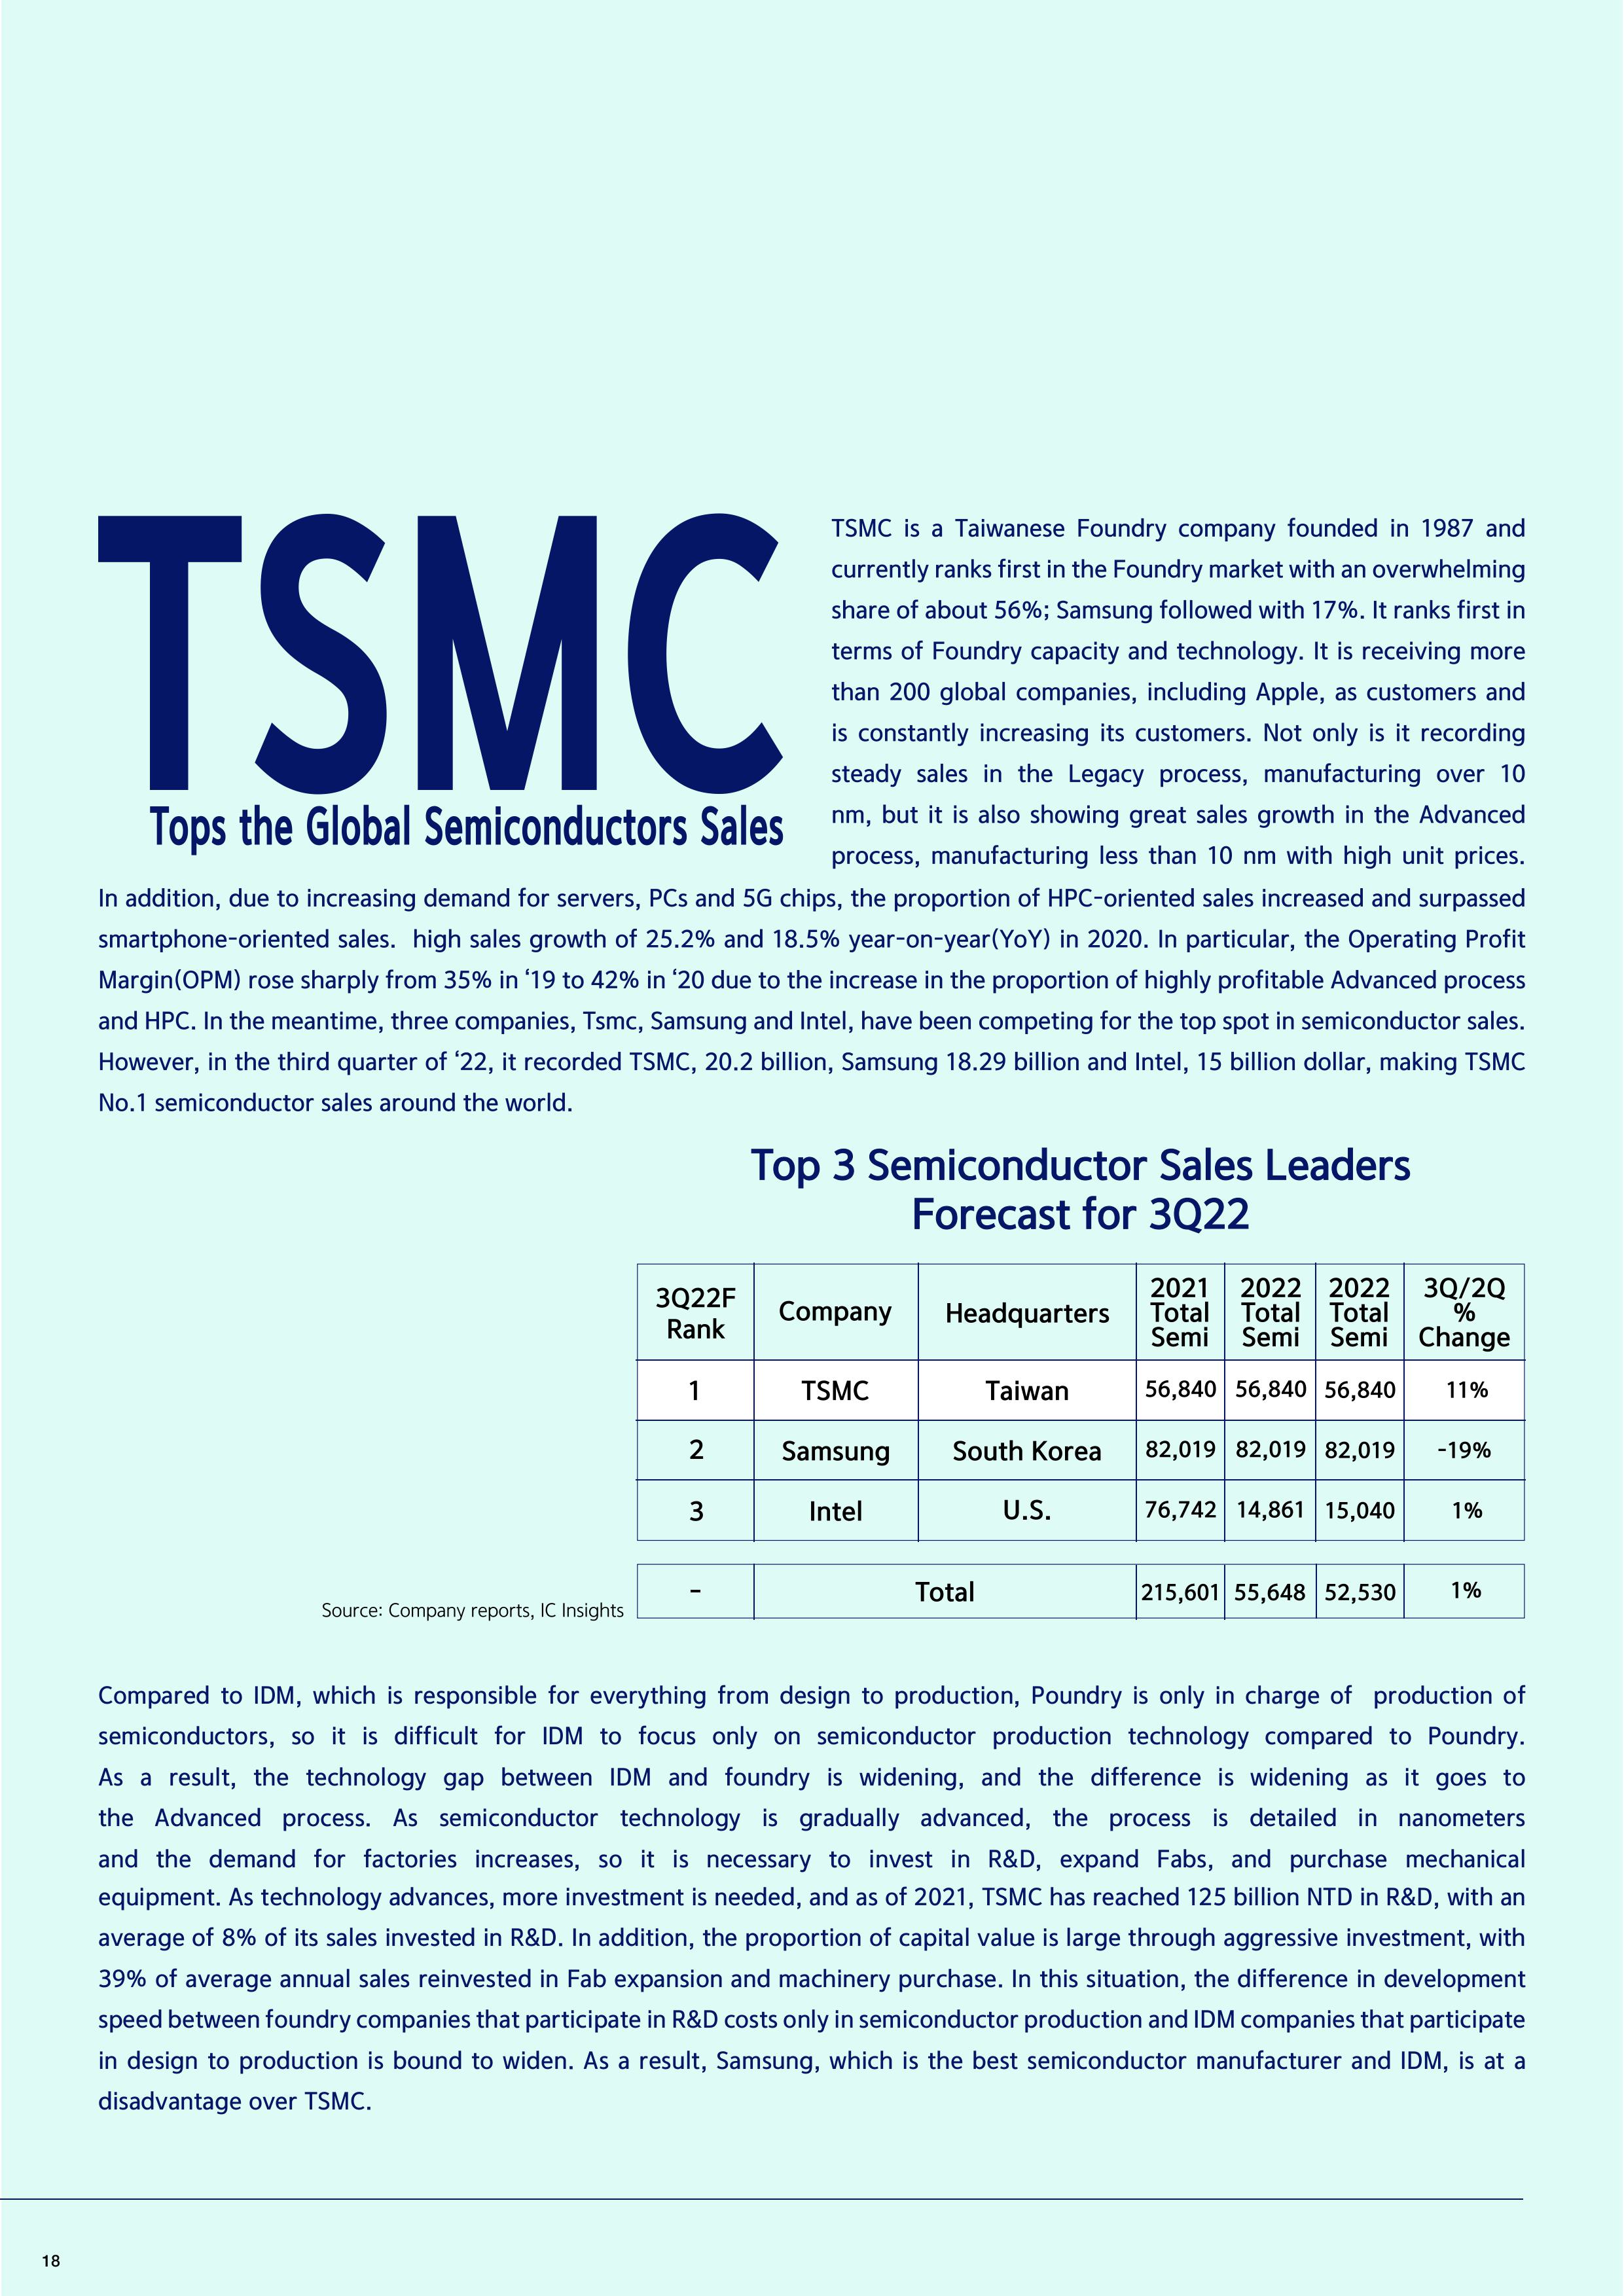 TSMC
Tops the Global Semiconductors Sales
TSMC is a Taiwanese Foundry company founded in 1987 and
currently ranks first in the Foundry market with an overwhelming
share of about 56%; Samsung followed with 17%. It ranks first in
terms of Foundry capacity and technology. It is receiving more
than 200 global companies, including Apple, as customers and
is constantly increasing its customers. Not only is it recording
steady sales in the Legacy process, manufacturing over 10
nm, but it is also showing great sales growth in the Advanced
process, manufacturing less than 10 nm with high unit prices.
In addition, due to increasing demand for servers, PCs and 5G chips, the proportion of HPC-oriented sales increased and surpassed
smartphone-oriented sales.  high sales growth of 25.2% and 18.5% year-on-year(YoY) in 2020. In particular, the Operating Profit
Margin(OPM) rose sharply from 35% in ‘19 to 42% in ‘20 due to the increase in the proportion of highly profitable Advanced process
and HPC. In the meantime, three companies, Tsmc, Samsung and Intel, have been competing for the top spot in semiconductor sales.
However, in the third quarter of ‘22, it recorded TSMC, 20.2 billion, Samsung 18.29 billion and Intel, 15 billion dollar, making TSMC
No.1 semiconductor sales around the world.
Top 3 Semiconductor Sales Leaders
Forecast for 3Q22
3Q22F Rank Company Headquarters 2021 Total Semi 2022 Total Semi 2022 Total Semi 3Q/2Q % Change
1 TSMC Taiwan 56,840 56,840 56,840 11%
2 Samsung South Korea 82,019 82,019 82,019 -19%
3 Intel U.S. 76,742 14,861 15,040 1%
- Total 215,601 55,648 52,530 1%
Source: Company reports, IC Insights
Compared to IDM, which is responsible for everything from design to production, Poundry is only in charge of  production of
semiconductors, so it is difficult for IDM to focus only on semiconductor production technology compared to Poundry.
As a result, the technology gap between IDM and foundry is widening, and the difference is widening as it goes to
the Advanced process. As semiconductor technology is gradually advanced, the process is detailed in nanometers
and the demand for factories increases, so it is necessary to invest in R&D, expand Fabs, and purchase mechanical
equipment. As technology advances, more investment is needed, and as of 2021, TSMC has reached 125 billion NTD in R&D, with an
average of 8% of its sales invested in R&D. In addition, the proportion of capital value is large through aggressive investment, with
39% of average annual sales reinvested in Fab expansion and machinery purchase. In this situation, the difference in development
speed between foundry companies that participate in R&D costs only in semiconductor production and IDM companies that participate
in design to production is bound to widen. As a result, Samsung, which is the best semiconductor manufacturer and IDM, is at a
disadvantage over TSMC.
18